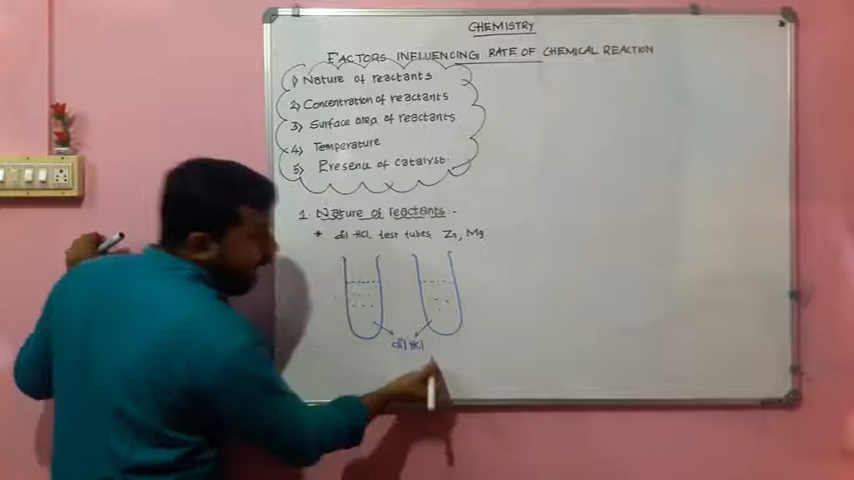 CHEMISTRY
FACTORS INFLUENCING RATE OF CHEMICAL REACTION
1) Nature of reactants
2) Concentration of reactants
3) Surface area of reactants
4) Temperature
5) Presence of catalyst
1. Nature of reactants :-
* dil HCl, test tubes, Zn, Mg
dil HCl